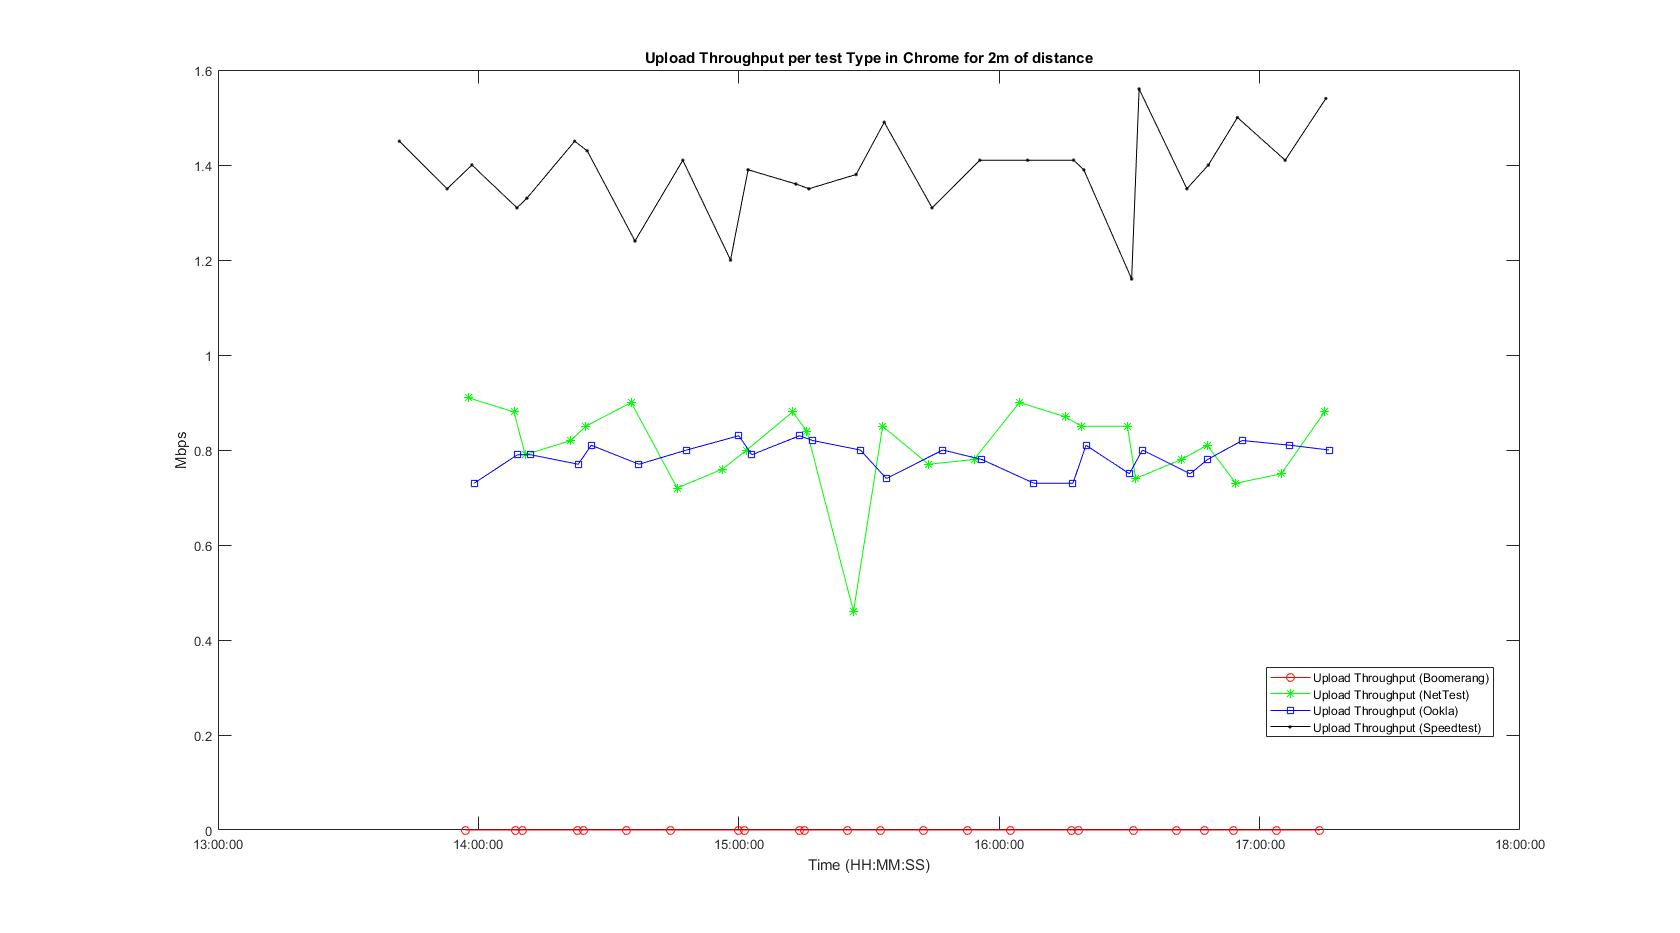 Upload Throughput per test Type in Chrome for 2m of distance
1.6
1.4
1.2
1
0.8
0.6
0.4
0.2
0
Mbps
Upload Throughput (Boomerang)
Upload Throughput (NetTest)
Upload Throughput (Ookla)
Upload Throughput (Speedtest)
13:00:00 14:00:00 15:00:00 16:00:00 17:00:00 18:00:00
Time (HH:MM:SS)